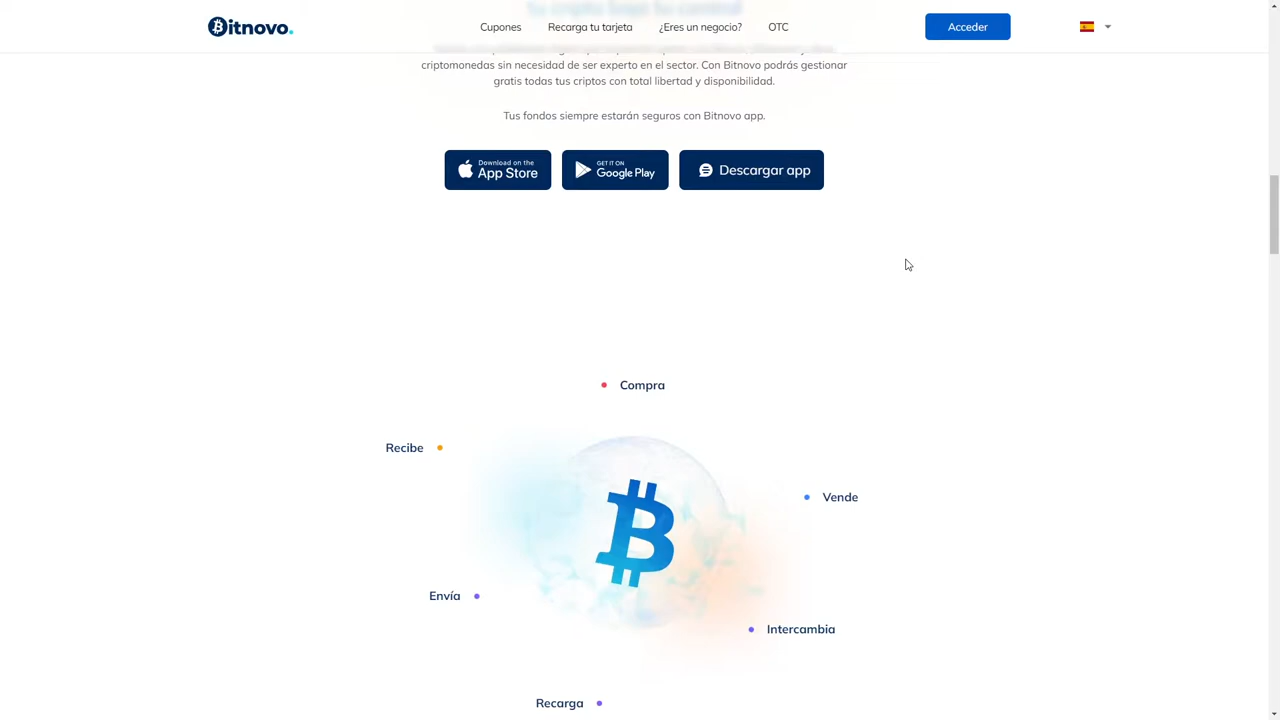 Bitnovo.
Cupones
Recarga tu tarjeta
¿Eres un negocio?
OTC
Acceder
criptomonedas sin necesidad de ser experto en el sector. Con Bitnovo podrás gestionar
gratis todas tus criptos con total libertad y disponibilidad.
Tus fondos siempre estarán seguros con Bitnovo app.
Download on the
App Store
GET IT ON
Google Play
Descargar app
Compra
Recibe
Vende
Envía
Intercambia
Recarga